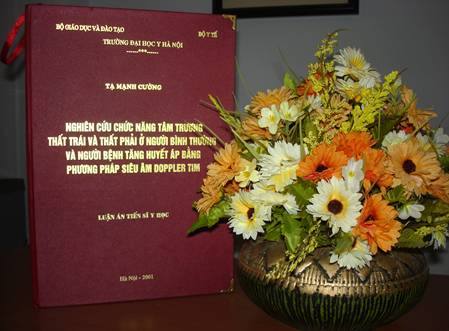 BỘ GIÁO DỤC VÀ ĐÀO TẠO BỘ Y TẾ
TRƯỜNG ĐẠI HỌC Y HÀ NỘI
------***------
TẠ MẠNH CƯỜNG
NGHIÊN CỨU CHỨC NĂNG TÂM TRƯƠNG
THẤT TRÁI VÀ THẤT PHẢI Ở NGƯỜI BÌNH THƯỜNG
VÀ NGƯỜI BỆNH TĂNG HUYẾT ÁP BẰNG
PHƯƠNG PHÁP SIÊU ÂM DOPPLER TIM
LUẬN ÁN TIẾN SĨ Y HỌC
Hà Nội - 2001